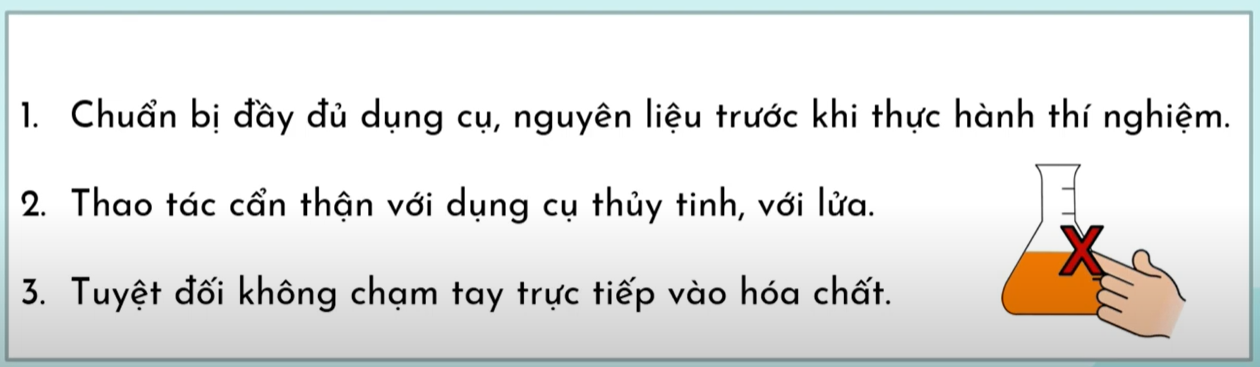 1. Chuẩn bị đầy đủ dụng cụ, nguyên liệu trước khi thực hành thí nghiệm.
2. Thao tác cẩn thận với dụng cụ thủy tinh, với lửa.
3. Tuyệt đối không chạm tay trực tiếp vào hóa chất.